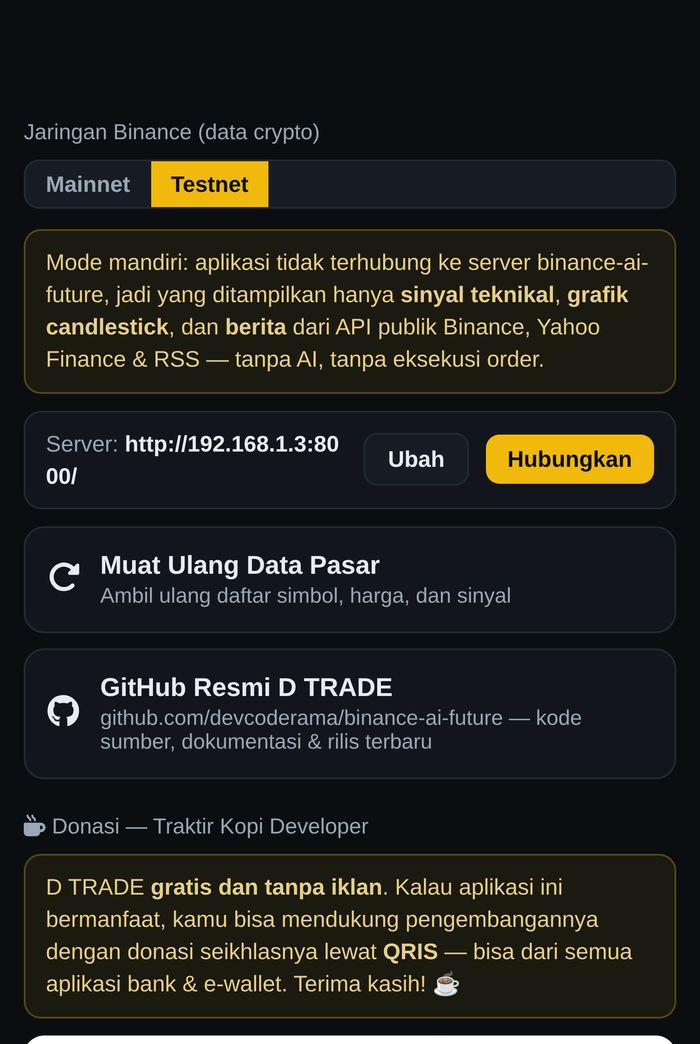 Jaringan Binance (data crypto)
Mainnet Testnet
Mode mandiri: aplikasi tidak terhubung ke server binance-ai-
future, jadi yang ditampilkan hanya sinyal teknikal, grafik
candlestick, dan berita dari API publik Binance, Yahoo
Finance & RSS — tanpa AI, tanpa eksekusi order.
Server: http://192.168.1.3:80
00/
Ubah
Hubungkan
Muat Ulang Data Pasar
Ambil ulang daftar simbol, harga, dan sinyal
GitHub Resmi D TRADE
github.com/devcoderama/binance-ai-future — kode
sumber, dokumentasi & rilis terbaru
Donasi — Traktir Kopi Developer
D TRADE gratis dan tanpa iklan. Kalau aplikasi ini
bermanfaat, kamu bisa mendukung pengembangannya
dengan donasi seikhlasnya lewat QRIS — bisa dari semua
aplikasi bank & e-wallet. Terima kasih! ☕